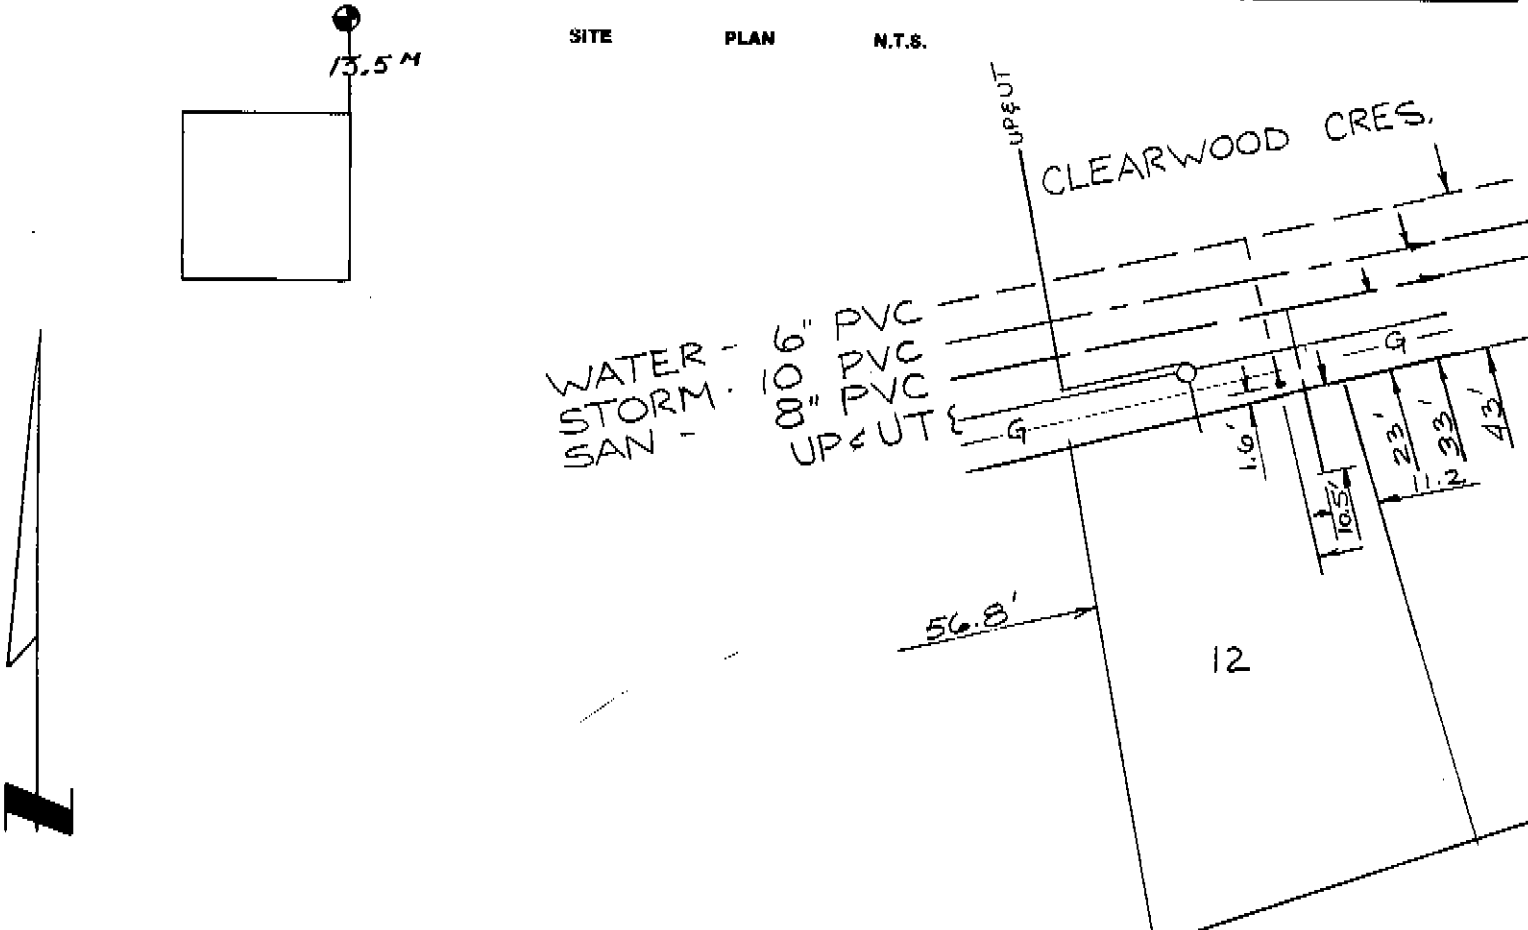 SITE PLAN N.T.S.
13.5 M
UP&UT
CLEARWOOD CRES.
WATER - 6" PVC
STORM - 10 PVC
SAN - 8" PVC
UP & UT {
G
G
1.6'
10.5'
23'
33'
43'
11.2
56.8'
12
N